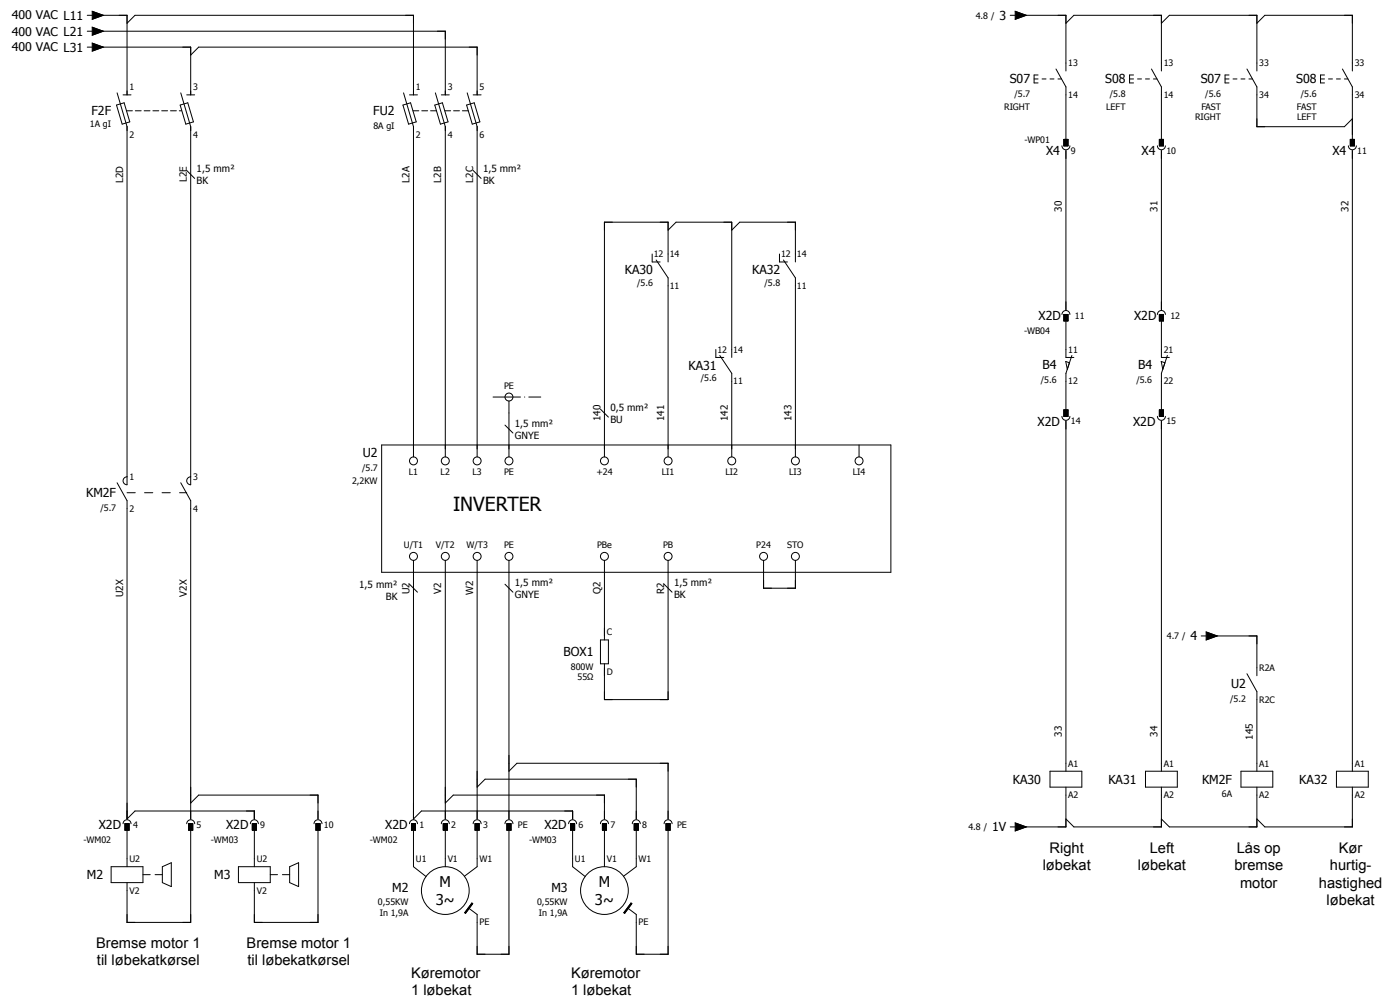 400 VAC L11
400 VAC L21
400 VAC L31
4.8 / 3
1 3
F2F
1A gI
2 4
1 3 5
FU2
8A gI
2 4 6
13 13 33 33
S07 E
/5.7
RIGHT
14
S08 E
/5.8
LEFT
14
S07 E
/5.6
FAST
RIGHT
34
S08 E
/5.6
FAST
LEFT
34
-WP01
X4 9
X4 10
X4 11
L2D
L2E
1,5 mm²
BK
L2A
L2B
L2C
1,5 mm²
BK
30
31
32
12 14
KA30
/5.6
11
12 14
KA32
/5.8
11
12 14
KA31
/5.6
11
X2D 11
-WB04
X2D 12
11
B4
/5.6
12
21
B4
/5.6
22
X2D 14
X2D 15
PE
1,5 mm²
GNYE
140
0,5 mm²
BU
141
142
143
U2
/5.7
2,2KW
L1 L2 L3 PE +24 LI1 LI2 LI3 LI4
INVERTER
U/T1 V/T2 W/T3 PE PBe PB P24 STO
1 3
KM2F
/5.7
2 4
U2X
V2X
1,5 mm²
BK
U2
V2
W2
1,5 mm²
GNYE
Q2
R2
1,5 mm²
BK
C
BOX1
800W
55Ω
D
4.7 / 4
R2A
U2
/5.2
R2C
33
34
145
A1
KA30
A2
A1
KA31
A2
A1
KM2F
6A
A2
A1
KA32
A2
4.8 / 1V
X2D 4
-WM02
5
X2D 9
-WM03
10
X2D 1
-WM02
2 3 PE
X2D 6
-WM03
7 8 PE
U2
M2
V2
U2
M3
V2
U1 V1 W1
M2
0,55KW
In 1,9A
M
3~
PE
U1 V1 W1
M3
0,55KW
In 1,9A
M
3~
PE
Right
løbekat
Left
løbekat
Lås op
bremse
motor
Kør
hurtig-
hastighed
løbekat
Bremse motor 1
til løbekatkørsel
Bremse motor 1
til løbekatkørsel
Køremotor
1 løbekat
Køremotor
1 løbekat